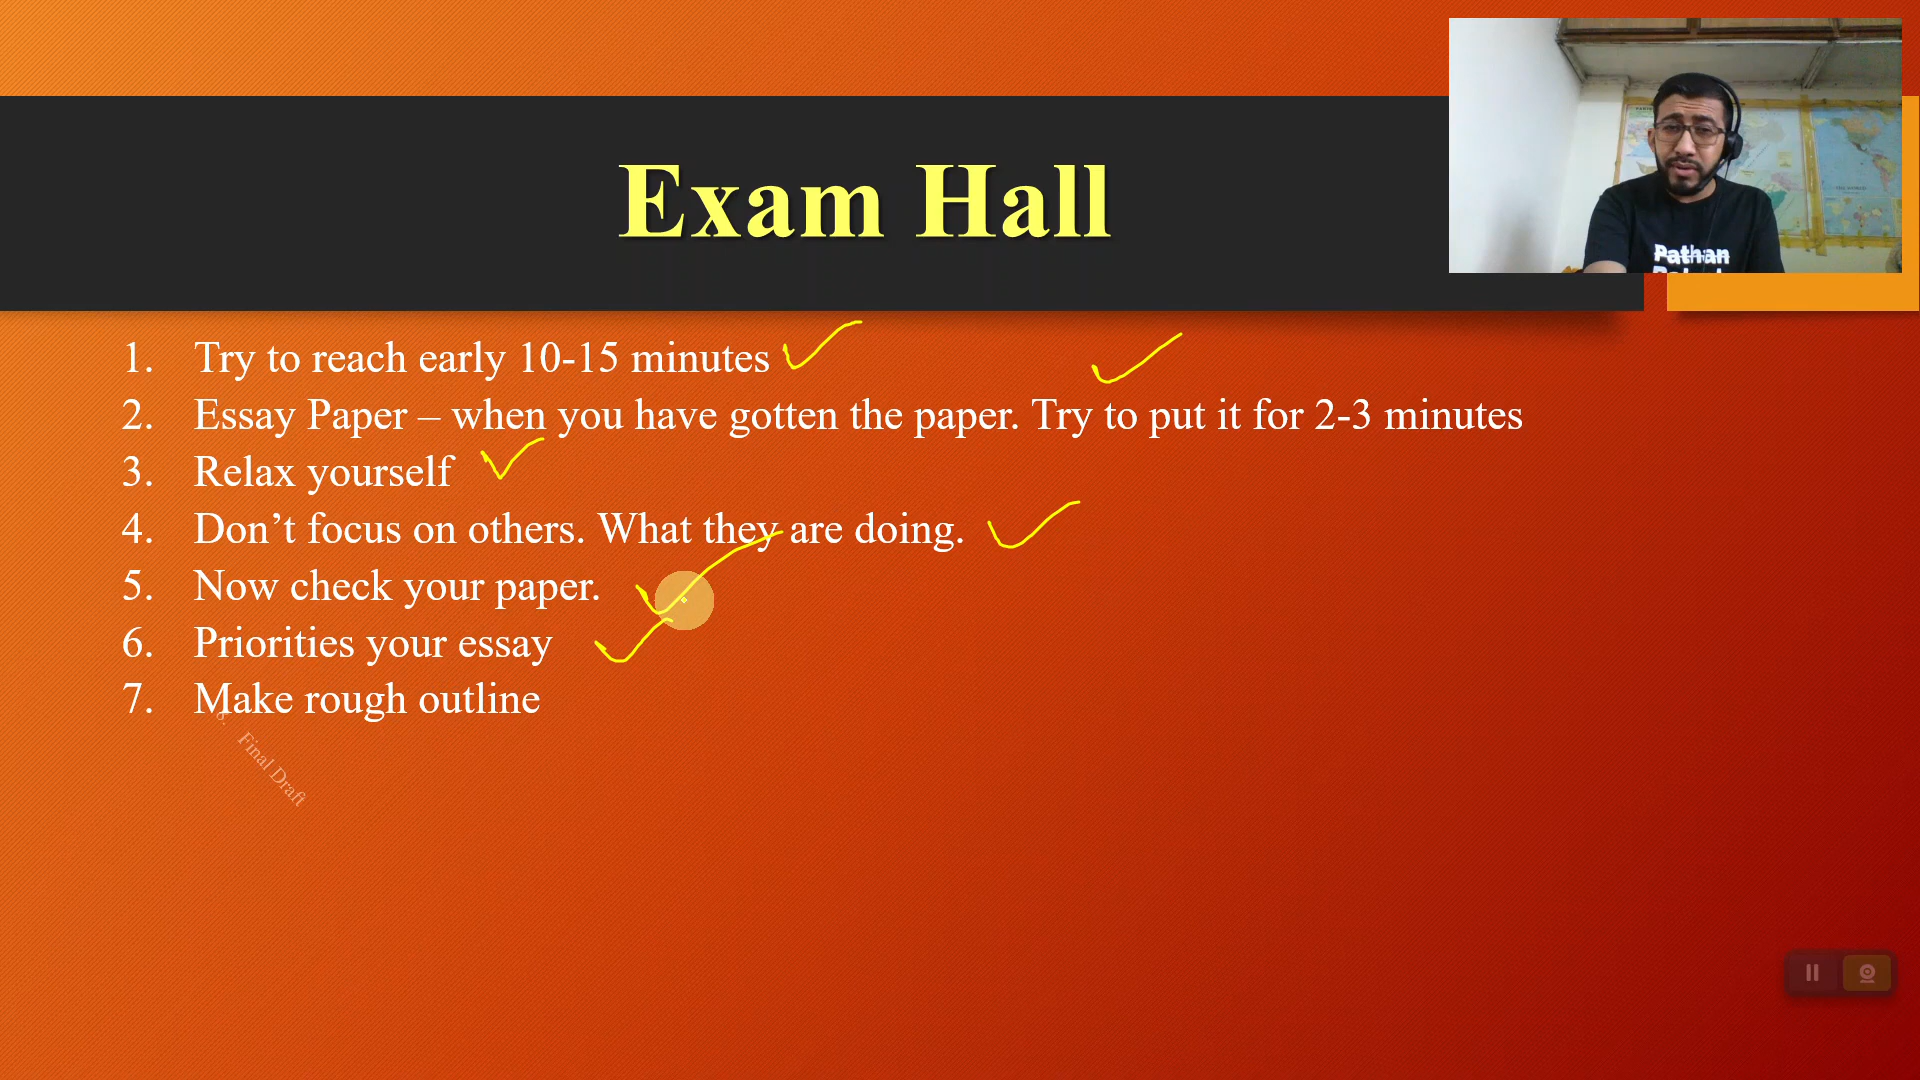 Exam Hall
Pathan
1. Try to reach early 10-15 minutes
2. Essay Paper – when you have gotten the paper. Try to put it for 2-3 minutes
3. Relax yourself
4. Don’t focus on others. What they are doing.
5. Now check your paper.
6. Priorities your essay
7. Make rough outline
8. Final Draft